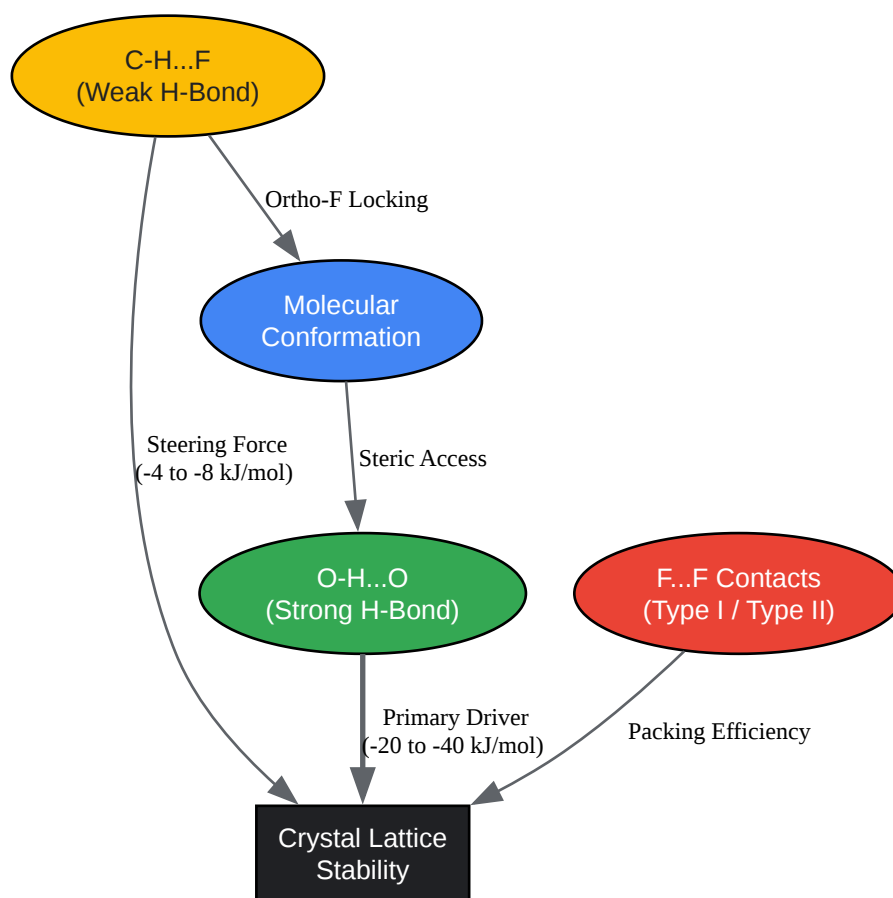 C-H...F
(Weak H-Bond)
Ortho-F Locking
Molecular
Conformation
Steering Force
(-4 to -8 kJ/mol)
Steric Access
O-H...O
(Strong H-Bond)
F...F Contacts
(Type I / Type II)
Primary Driver
(-20 to -40 kJ/mol)
Packing Efficiency
Crystal Lattice
Stability